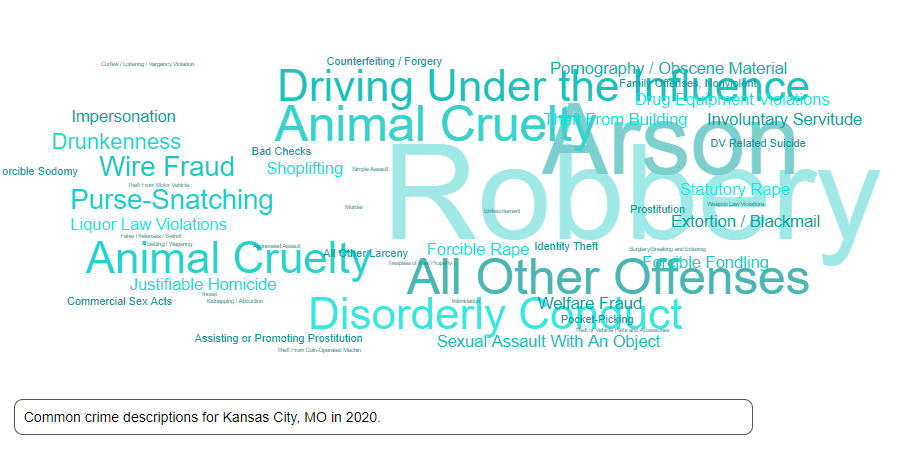 Curfew / Loitering / Vargancy Violation
Counterfeiting / Forgery
Pornography / Obscene Material
Driving Under the Influence
Family Offenses, Nonviolent
Drug Equipment Violations
Impersonation
Animal Cruelty
Theft From Building
Arson
Involuntary Servitude
Drunkenness
Bad Checks
DV Related Suicide
orcible Sodomy
Wire Fraud
Shoplifting
Simple Assault
Robbery
Theft From Motor Vehicle
Statutory Rape
Purse-Snatching
Murder
Embezzlement
Prostitution
Weapon Law Violations
Liquor Law Violations
Extortion / Blackmail
False Pretenses / Swindl
Betting / Wagering
Aggravated Assault
All Other Larceny
Forcible Rape
Identity Theft
Burglary/Breaking and Entering
Animal Cruelty
Trespass of Real Property
Forcible Fondling
All Other Offenses
Justifiable Homicide
Incest
Commercial Sex Acts
Kidnapping / Abduction
Intimidation
Welfare Fraud
Disorderly Conduct
Pocket-Picking
Theft of Vehicle Parts and Accessories
Assisting or Promoting Prostitution
Sexual Assault With An Object
Theft From Coin-Operated Machin
Common crime descriptions for Kansas City, MO in 2020.